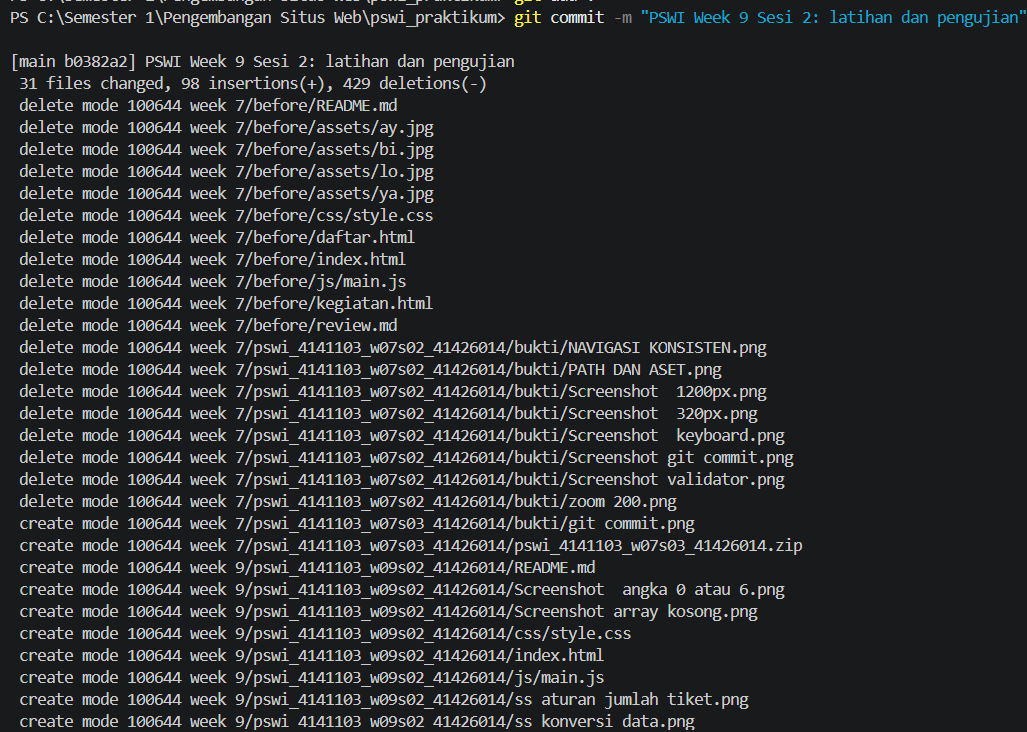 PS C:\Semester 1\Pengembangan Situs Web\pswi_praktikum> git commit -m "PSWI Week 9 Sesi 2: latihan dan pengujian"
[main b0382a2] PSWI Week 9 Sesi 2: latihan dan pengujian
31 files changed, 98 insertions(+), 429 deletions(-)
delete mode 100644 week 7/before/README.md
delete mode 100644 week 7/before/assets/ay.jpg
delete mode 100644 week 7/before/assets/bi.jpg
delete mode 100644 week 7/before/assets/lo.jpg
delete mode 100644 week 7/before/assets/ya.jpg
delete mode 100644 week 7/before/css/style.css
delete mode 100644 week 7/before/daftar.html
delete mode 100644 week 7/before/index.html
delete mode 100644 week 7/before/js/main.js
delete mode 100644 week 7/before/kegiatan.html
delete mode 100644 week 7/before/review.md
delete mode 100644 week 7/pswi_4141103_w07s02_41426014/bukti/NAVIGASI KONSISTEN.png
delete mode 100644 week 7/pswi_4141103_w07s02_41426014/bukti/PATH DAN ASET.png
delete mode 100644 week 7/pswi_4141103_w07s02_41426014/bukti/Screenshot  1200px.png
delete mode 100644 week 7/pswi_4141103_w07s02_41426014/bukti/Screenshot  320px.png
delete mode 100644 week 7/pswi_4141103_w07s02_41426014/bukti/Screenshot  keyboard.png
delete mode 100644 week 7/pswi_4141103_w07s02_41426014/bukti/Screenshot git commit.png
delete mode 100644 week 7/pswi_4141103_w07s02_41426014/bukti/Screenshot validator.png
delete mode 100644 week 7/pswi_4141103_w07s02_41426014/bukti/zoom 200.png
create mode 100644 week 7/pswi_4141103_w07s03_41426014/bukti/git commit.png
create mode 100644 week 7/pswi_4141103_w07s03_41426014/pswi_4141103_w07s03_41426014.zip
create mode 100644 week 9/pswi_4141103_w09s02_41426014/README.md
create mode 100644 week 9/pswi_4141103_w09s02_41426014/Screenshot  angka 0 atau 6.png
create mode 100644 week 9/pswi_4141103_w09s02_41426014/Screenshot array kosong.png
create mode 100644 week 9/pswi_4141103_w09s02_41426014/css/style.css
create mode 100644 week 9/pswi_4141103_w09s02_41426014/index.html
create mode 100644 week 9/pswi_4141103_w09s02_41426014/js/main.js
create mode 100644 week 9/pswi_4141103_w09s02_41426014/ss aturan jumlah tiket.png
create mode 100644 week 9/pswi_4141103_w09s02_41426014/ss konversi data.png